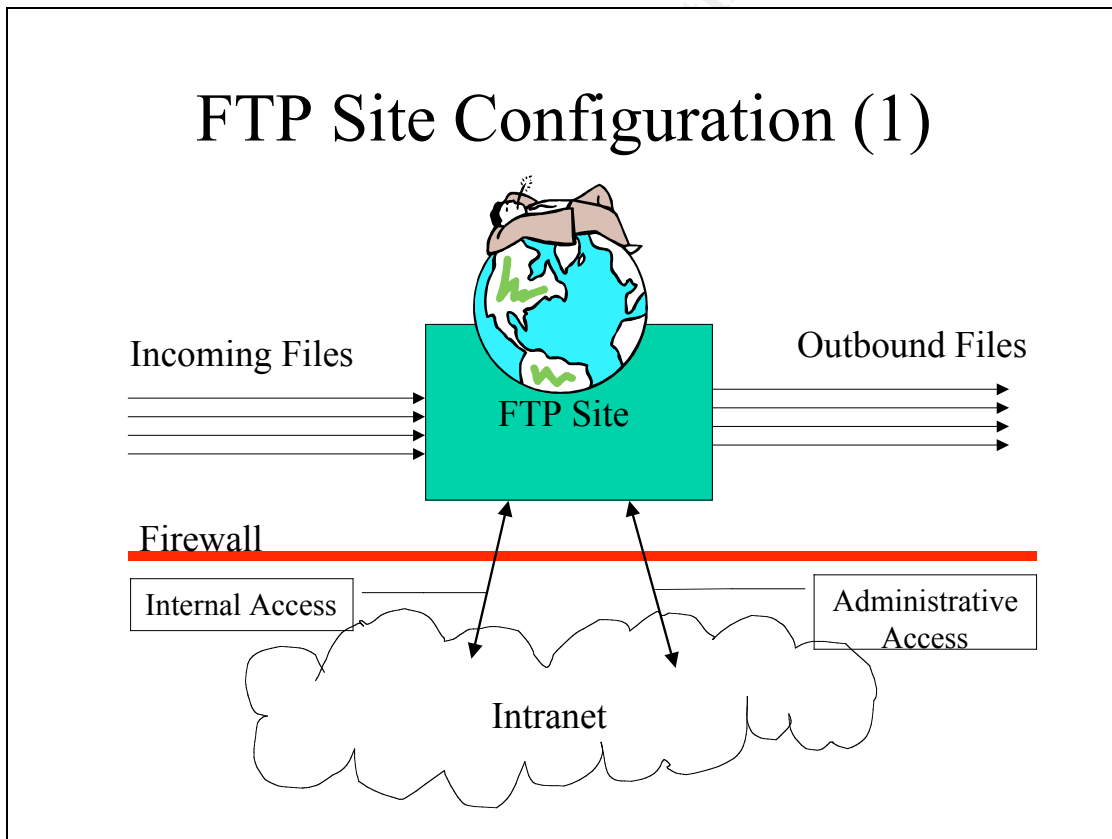 FTP Site Configuration (1)
Incoming Files
Outbound Files
FTP Site
Firewall
Internal Access
Administrative
Access
Intranet